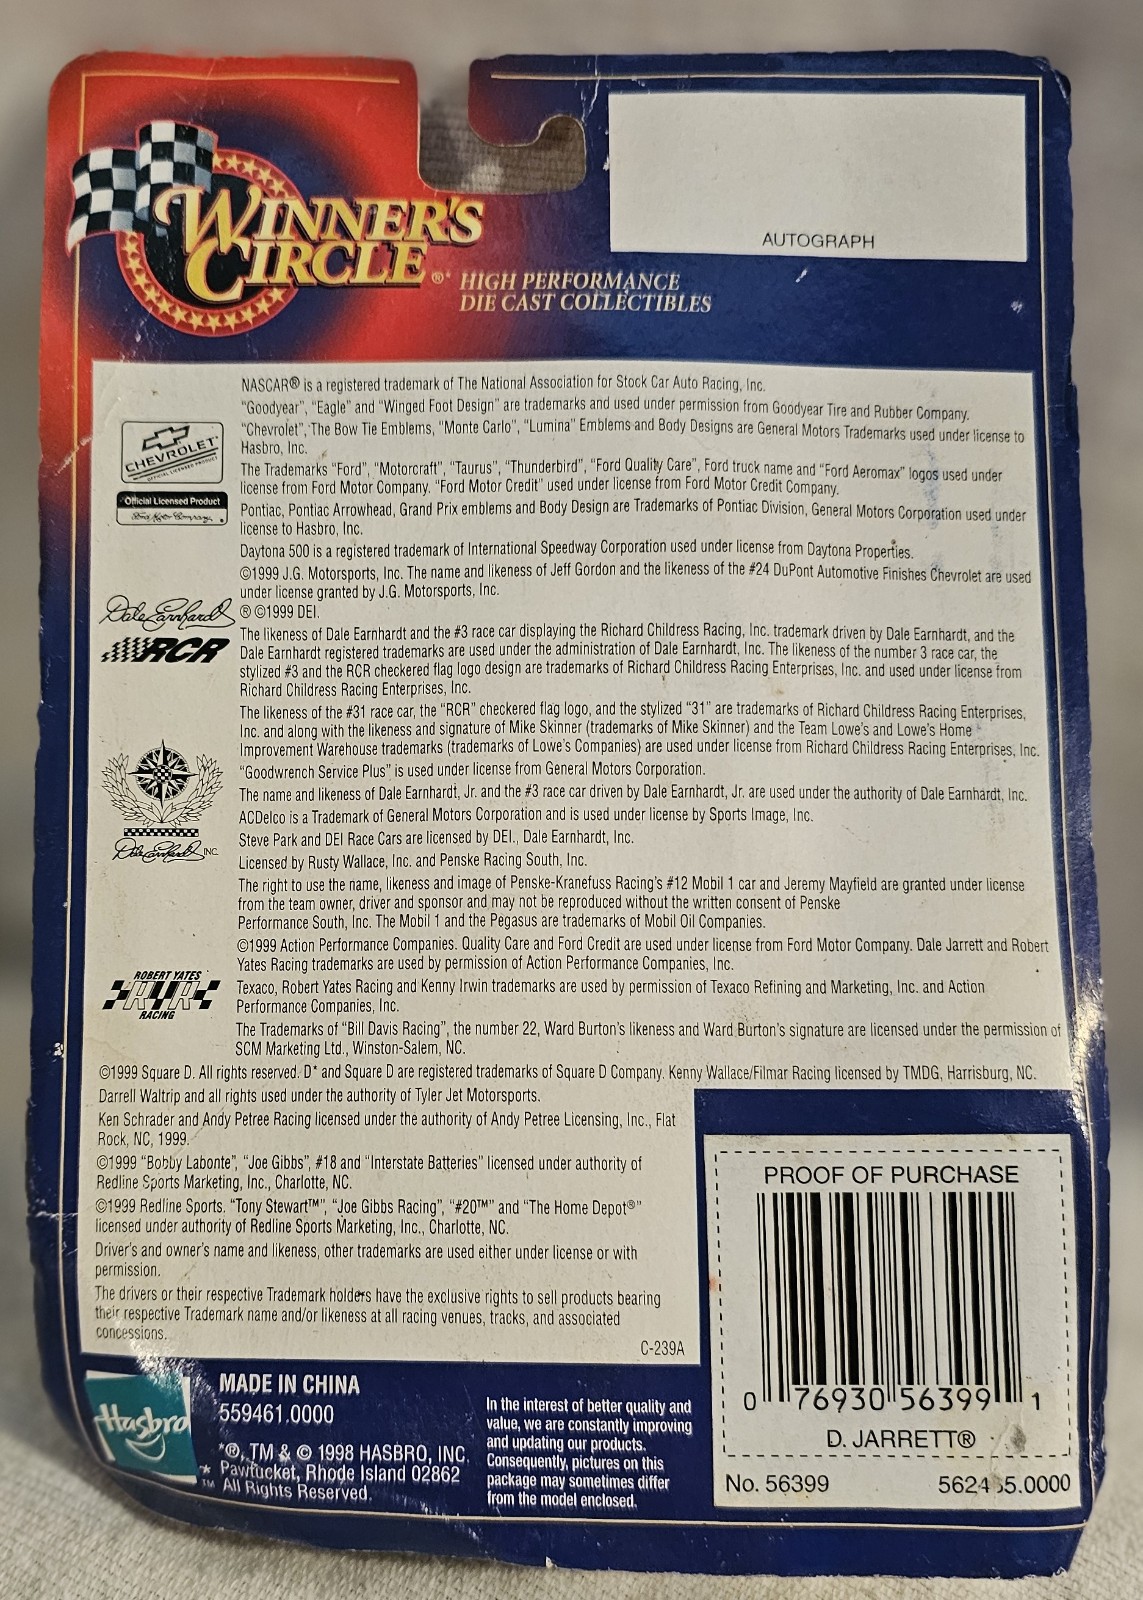 WINNER'S
CIRCLE®*
HIGH PERFORMANCE
DIE CAST COLLECTIBLES
AUTOGRAPH
NASCAR® is a registered trademark of The National Association for Stock Car Auto Racing, Inc.
"Goodyear", "Eagle" and "Winged Foot Design" are trademarks and used under permission from Goodyear Tire and Rubber Company.
"Chevrolet", The Bow Tie Emblems, "Monte Carlo", "Lumina" Emblems and Body Designs are General Motors Trademarks used under license to
Hasbro, Inc.
CHEVROLET
OFFICIAL LICENSED PRODUCT
The Trademarks "Ford", "Motorcraft", "Taurus", "Thunderbird", "Ford Quality Care", Ford truck name and "Ford Aeromax" logos used under
license from Ford Motor Company. "Ford Motor Credit" used under license from Ford Motor Credit Company.
Official Licensed Product
Ford Motor Company
Pontiac, Pontiac Arrowhead, Grand Prix emblems and Body Design are Trademarks of Pontiac Division, General Motors Corporation used under
license to Hasbro, Inc.
Daytona 500 is a registered trademark of International Speedway Corporation used under license from Daytona Properties.
©1999 J.G. Motorsports, Inc. The name and likeness of Jeff Gordon and the likeness of the #24 DuPont Automotive Finishes Chevrolet are used
under license granted by J.G. Motorsports, Inc.
Dale Earnhardt ® ©1999 DEI.
RCR
The likeness of Dale Earnhardt and the #3 race car displaying the Richard Childress Racing, Inc. trademark driven by Dale Earnhardt, and the
Dale Earnhardt registered trademarks are used under the administration of Dale Earnhardt, Inc. The likeness of the number 3 race car, the
stylized #3 and the RCR checkered flag logo design are trademarks of Richard Childress Racing Enterprises, Inc. and used under license from
Richard Childress Racing Enterprises, Inc.
The likeness of the #31 race car, the "RCR" checkered flag logo, and the stylized "31" are trademarks of Richard Childress Racing Enterprises,
Inc. and along with the likeness and signature of Mike Skinner (trademarks of Mike Skinner) and the Team Lowe's and Lowe's Home
Improvement Warehouse trademarks (trademarks of Lowe's Companies) are used under license from Richard Childress Racing Enterprises, Inc.
"Goodwrench Service Plus" is used under license from General Motors Corporation.
The name and likeness of Dale Earnhardt, Jr. and the #3 race car driven by Dale Earnhardt, Jr. are used under the authority of Dale Earnhardt, Inc.
ACDelco is a Trademark of General Motors Corporation and is used under license by Sports Image, Inc.
Steve Park and DEI Race Cars are licensed by DEI., Dale Earnhardt, Inc.
Dale Earnhardt INC.
Licensed by Rusty Wallace, Inc. and Penske Racing South, Inc.
The right to use the name, likeness and image of Penske-Kranefuss Racing's #12 Mobil 1 car and Jeremy Mayfield are granted under license
from the team owner, driver and sponsor and may not be reproduced without the written consent of Penske
Performance South, Inc. The Mobil 1 and the Pegasus are trademarks of Mobil Oil Companies.
©1999 Action Performance Companies. Quality Care and Ford Credit are used under license from Ford Motor Company. Dale Jarrett and Robert
Yates Racing trademarks are used by permission of Action Performance Companies, Inc.
ROBERT YATES
RYR
RACING
Texaco, Robert Yates Racing and Kenny Irwin trademarks are used by permission of Texaco Refining and Marketing, Inc. and Action
Performance Companies, Inc.
The Trademarks of "Bill Davis Racing", the number 22, Ward Burton's likeness and Ward Burton's signature are licensed under the permission of
SCM Marketing Ltd., Winston-Salem, NC.
©1999 Square D. All rights reserved. D* and Square D are registered trademarks of Square D Company. Kenny Wallace/Filmar Racing licensed by TMDG, Harrisburg, NC.
Darrell Waltrip and all rights used under the authority of Tyler Jet Motorsports.
Ken Schrader and Andy Petree Racing licensed under the authority of Andy Petree Licensing, Inc., Flat
Rock, NC, 1999.
©1999 "Bobby Labonte", "Joe Gibbs", #18 and "Interstate Batteries" licensed under authority of
Redline Sports Marketing, Inc., Charlotte, NC.
©1999 Redline Sports. "Tony Stewart™", "Joe Gibbs Racing", "#20™" and "The Home Depot®"
licensed under authority of Redline Sports Marketing, Inc., Charlotte, NC.
Driver's and owner's name and likeness, other trademarks are used either under license or with
permission.
The drivers or their respective Trademark holders have the exclusive rights to sell products bearing
their respective Trademark name and/or likeness at all racing venues, tracks, and associated
concessions.
C-239A
Hasbro
MADE IN CHINA
559461.0000
*®, TM & © 1998 HASBRO, INC.
* Pawtucket, Rhode Island 02862
™ All Rights Reserved.
In the interest of better quality and
value, we are constantly improving
and updating our products.
Consequently, pictures on this
package may sometimes differ
from the model enclosed.
PROOF OF PURCHASE
0 76930 56399 1
D. JARRETT®
No. 56399